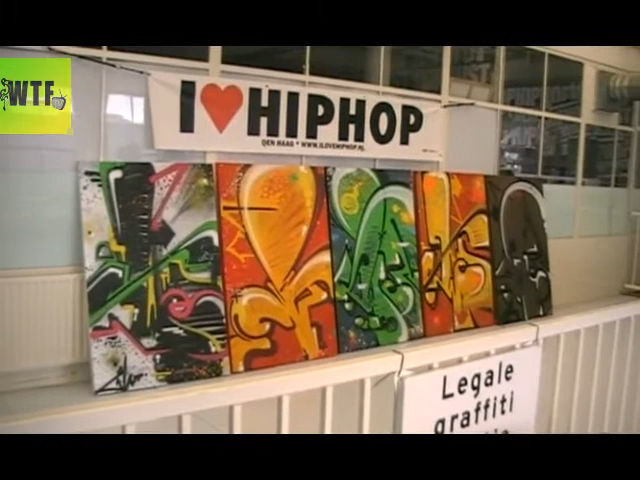 WTF
I ♥ HIPHOP
DEN HAAG * WWW.ILOVEHIPHOP.NL
Legale
graffiti